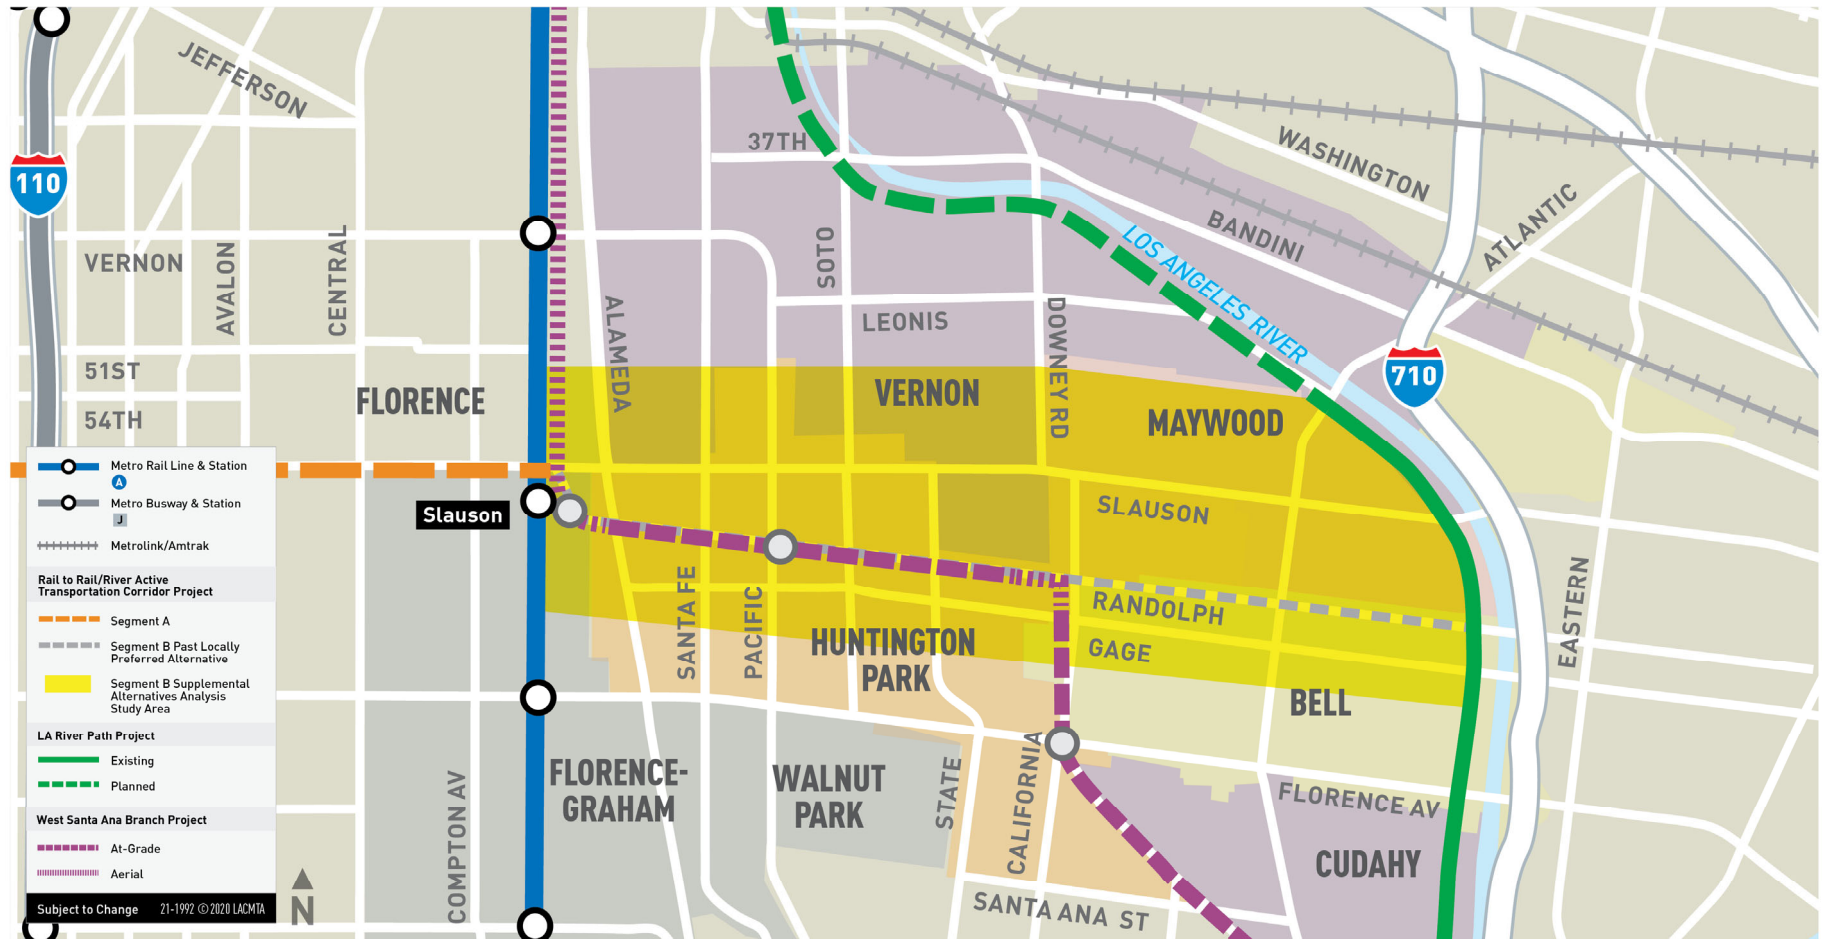 JEFFERSON
110
37TH
WASHINGTON
ATLANTIC
BANDINI
LOS ANGELES RIVER
VERNON
AVALON
CENTRAL
SOTO
ALAMEDA
LEONIS
DOWNEY RD
710
51ST
54TH
FLORENCE
VERNON
MAYWOOD
Slauson
SLAUSON
SANTA FE
PACIFIC
RANDOLPH
GAGE
EASTERN
HUNTINGTON
PARK
BELL
COMPTON AV
FLORENCE-
GRAHAM
WALNUT
PARK
STATE
CALIFORNIA
FLORENCE AV
CUDAHY
SANTA ANA ST
Metro Rail Line & Station
A
Metro Busway & Station
J
Metrolink/Amtrak
Rail to Rail/River Active
Transportation Corridor Project
Segment A
Segment B Past Locally
Preferred Alternative
Segment B Supplemental
Alternatives Analysis
Study Area
LA River Path Project
Existing
Planned
West Santa Ana Branch Project
At-Grade
Aerial
Subject to Change 21-1992 ©2020 LACMTA
N